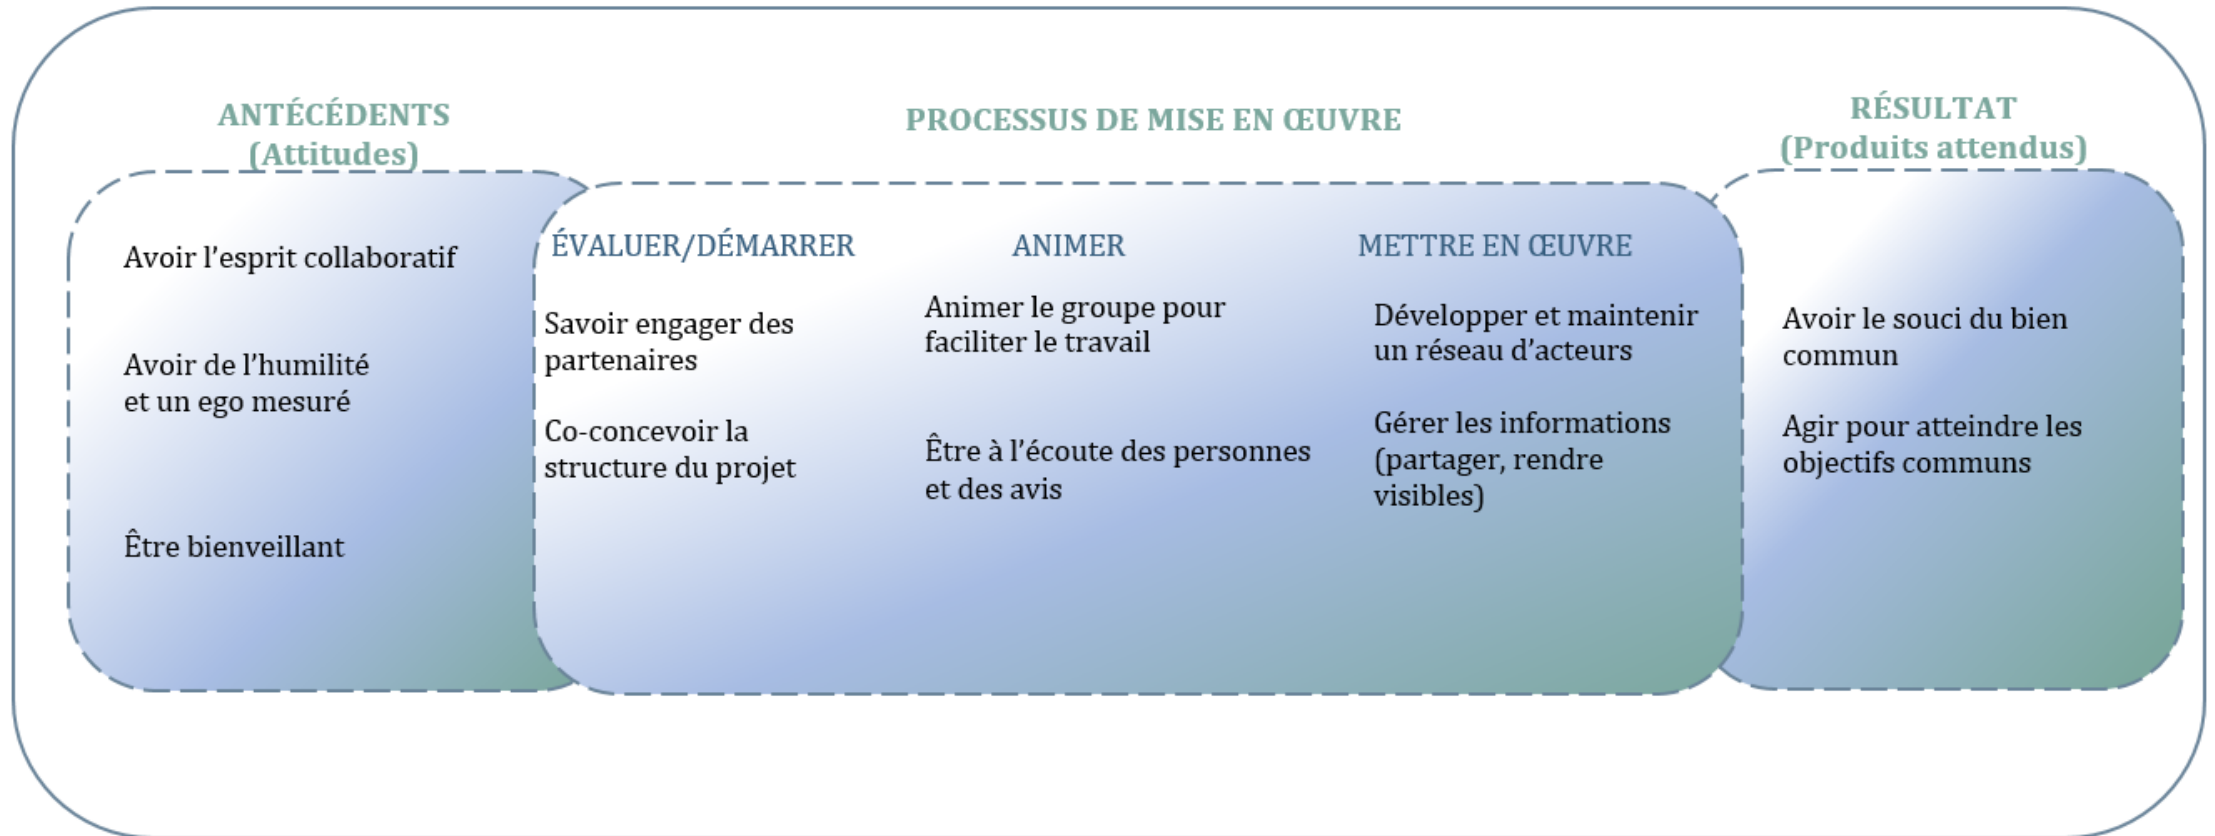 ANTÉCÉDENTS
(Attitudes)
Avoir l’esprit collaboratif
Avoir de l’humilité
et un ego mesuré
Être bienveillant
PROCESSUS DE MISE EN ŒUVRE
ÉVALUER/DÉMARRER
Savoir engager des
partenaires
Co-concevoir la
structure du projet
ANIMER
Animer le groupe pour
faciliter le travail
Être à l’écoute des personnes
et des avis
METTRE EN ŒUVRE
Développer et maintenir
un réseau d’acteurs
Gérer les informations
(partager, rendre
visibles)
RÉSULTAT
(Produits attendus)
Avoir le souci du bien
commun
Agir pour atteindre les
objectifs communs